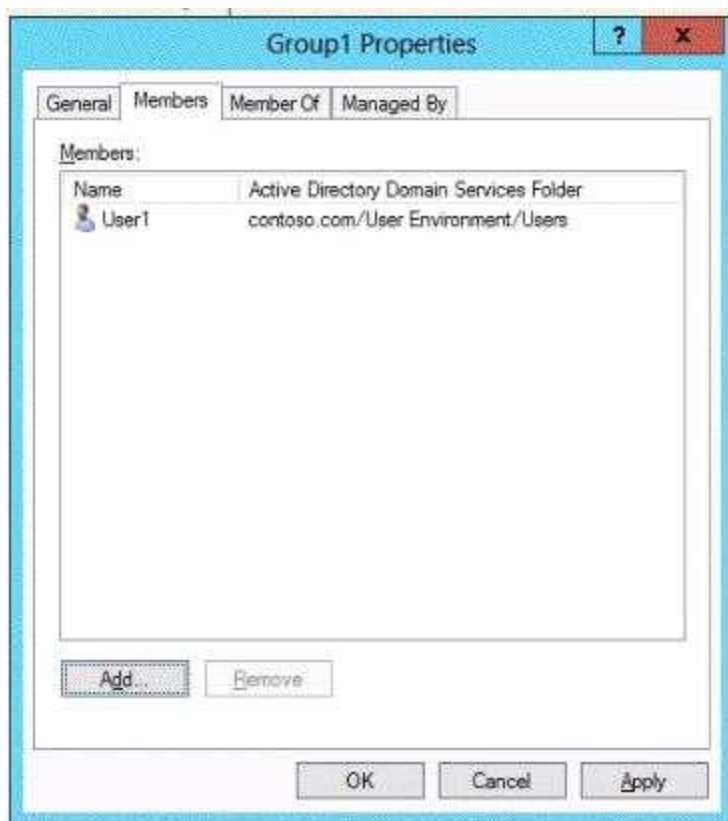 Group1 Properties
? x
General Members Member Of Managed By
Members:
Name Active Directory Domain Services Folder
User1 contoso.com/User Environment/Users
Add... Remove
OK Cancel Apply